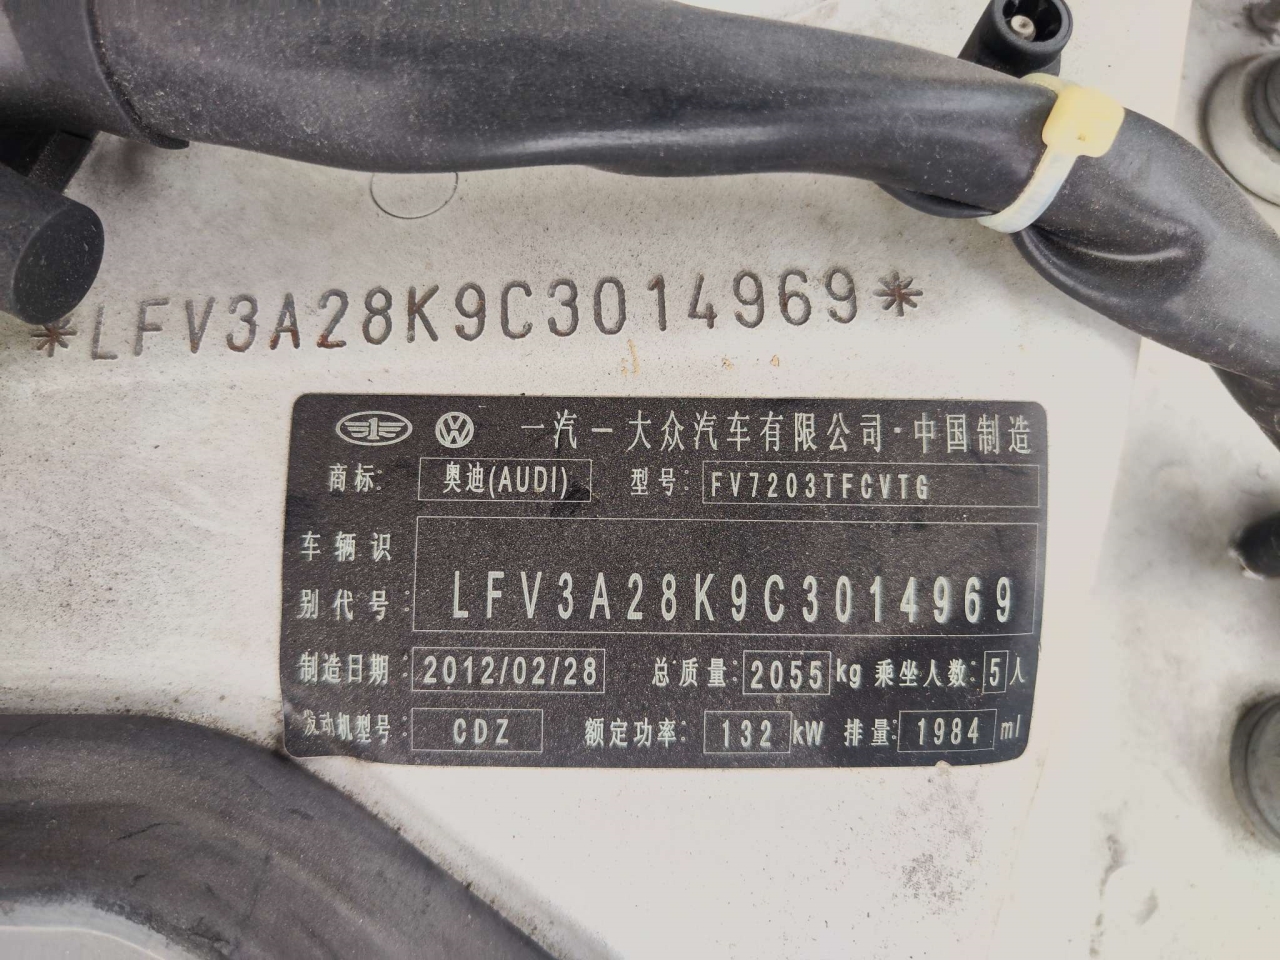 *LFV3A28K9C3014969*
一汽一大众汽车有限公司·中国制造
商标: 奥迪(AUDI) 型号: FV7203TFCVTG
车辆识
别代号: LFV3A28K9C3014969
制造日期: 2012/02/28 总质量: 2055 kg 乘坐人数: 5 人
发动机型号: CDZ 额定功率: 132 kW 排量: 1984 ml